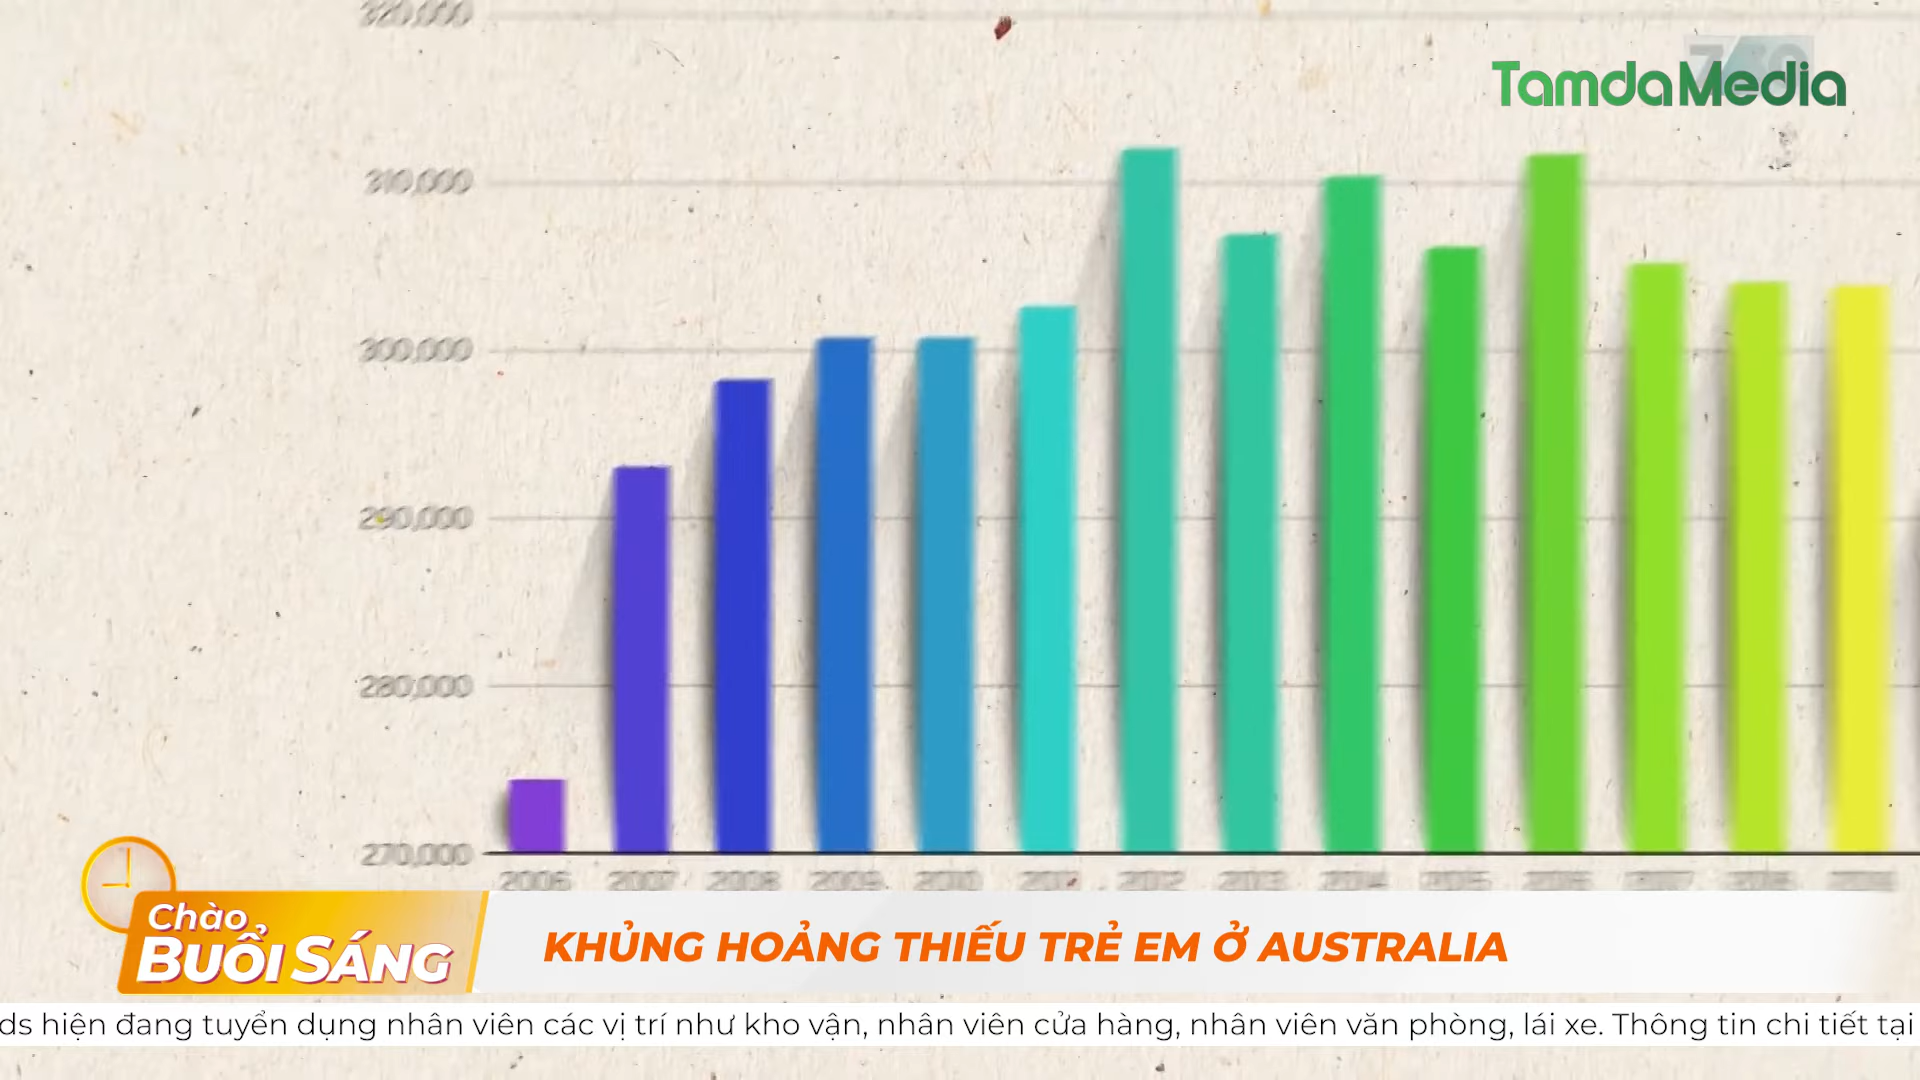 320,000
TamdaMedia
310,000
300,000
290,000
280,000
270,000
2006 2007 2008 2009 2010 2011 2012 2013 2014 2015 2016 2017 2018
Chào
BUỔI SÁNG
KHỦNG HOẢNG THIẾU TRẺ EM Ở AUSTRALIA
ds hiện đang tuyển dụng nhân viên các vị trí như kho vận, nhân viên cửa hàng, nhân viên văn phòng, lái xe. Thông tin chi tiết tại